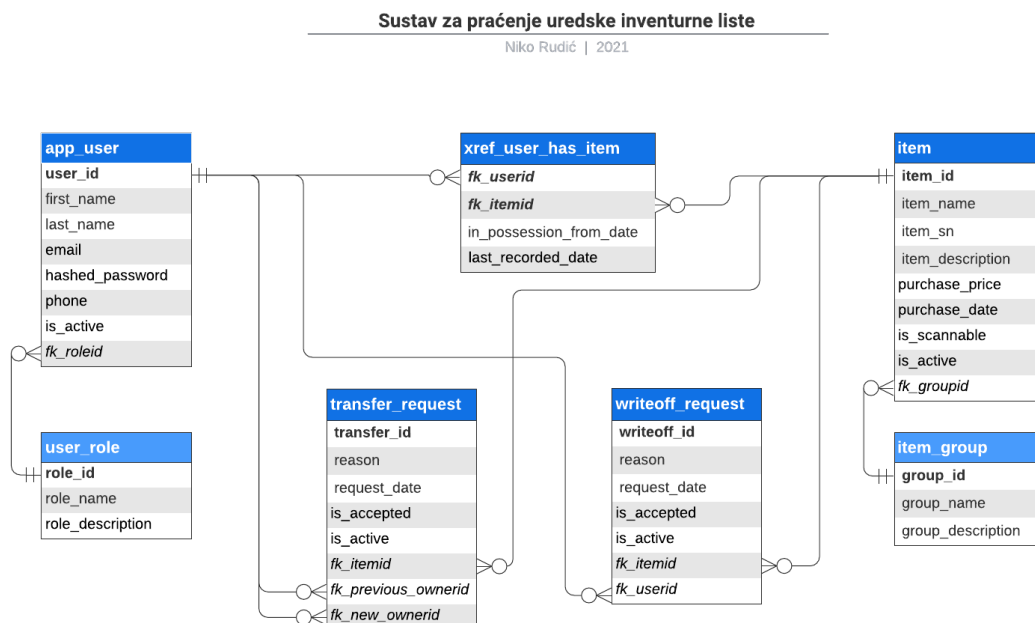 Sustav za praćenje uredske inventurne liste
Niko Rudić | 2021
app_user
user_id
first_name
last_name
email
hashed_password
phone
is_active
fk_roleid
user_role
role_id
role_name
role_description
xref_user_has_item
fk_userid
fk_itemid
in_possession_from_date
last_recorded_date
transfer_request
transfer_id
reason
request_date
is_accepted
is_active
fk_itemid
fk_previous_ownerid
fk_new_ownerid
writeoff_request
writeoff_id
reason
request_date
is_accepted
is_active
fk_itemid
fk_userid
item
item_id
item_name
item_sn
item_description
purchase_price
purchase_date
is_scannable
is_active
fk_groupid
item_group
group_id
group_name
group_description